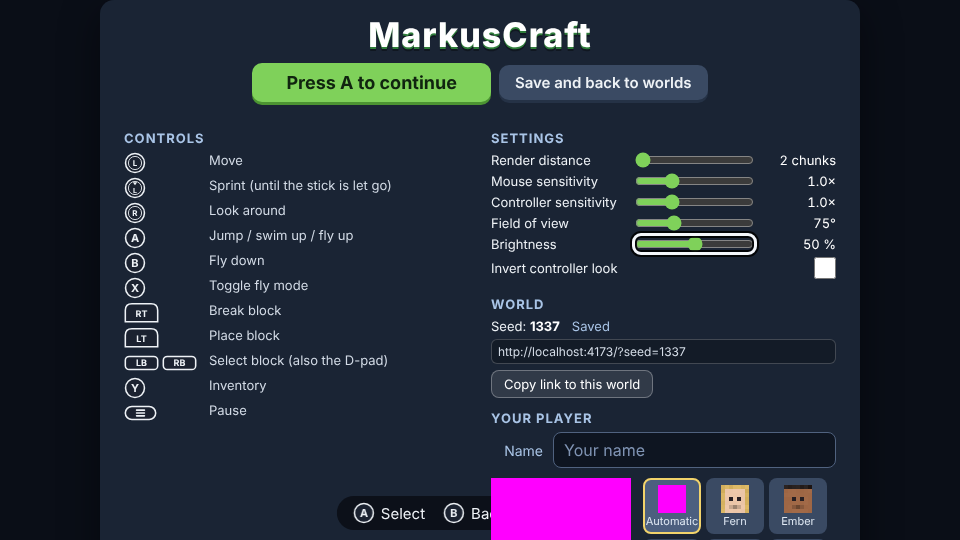 MarkusCraft
Press A to continue
Save and back to worlds
CONTROLS
L Move
L Sprint (until the stick is let go)
R Look around
A Jump / swim up / fly up
B Fly down
X Toggle fly mode
RT Break block
LT Place block
LB RB Select block (also the D-pad)
Y Inventory
Pause
SETTINGS
Render distance 2 chunks
Mouse sensitivity 1.0×
Controller sensitivity 1.0×
Field of view 75°
Brightness 50 %
Invert controller look
WORLD
Seed: 1337 Saved
http://localhost:4173/?seed=1337
Copy link to this world
YOUR PLAYER
Name Your name
Automatic Fern Ember
A Select B